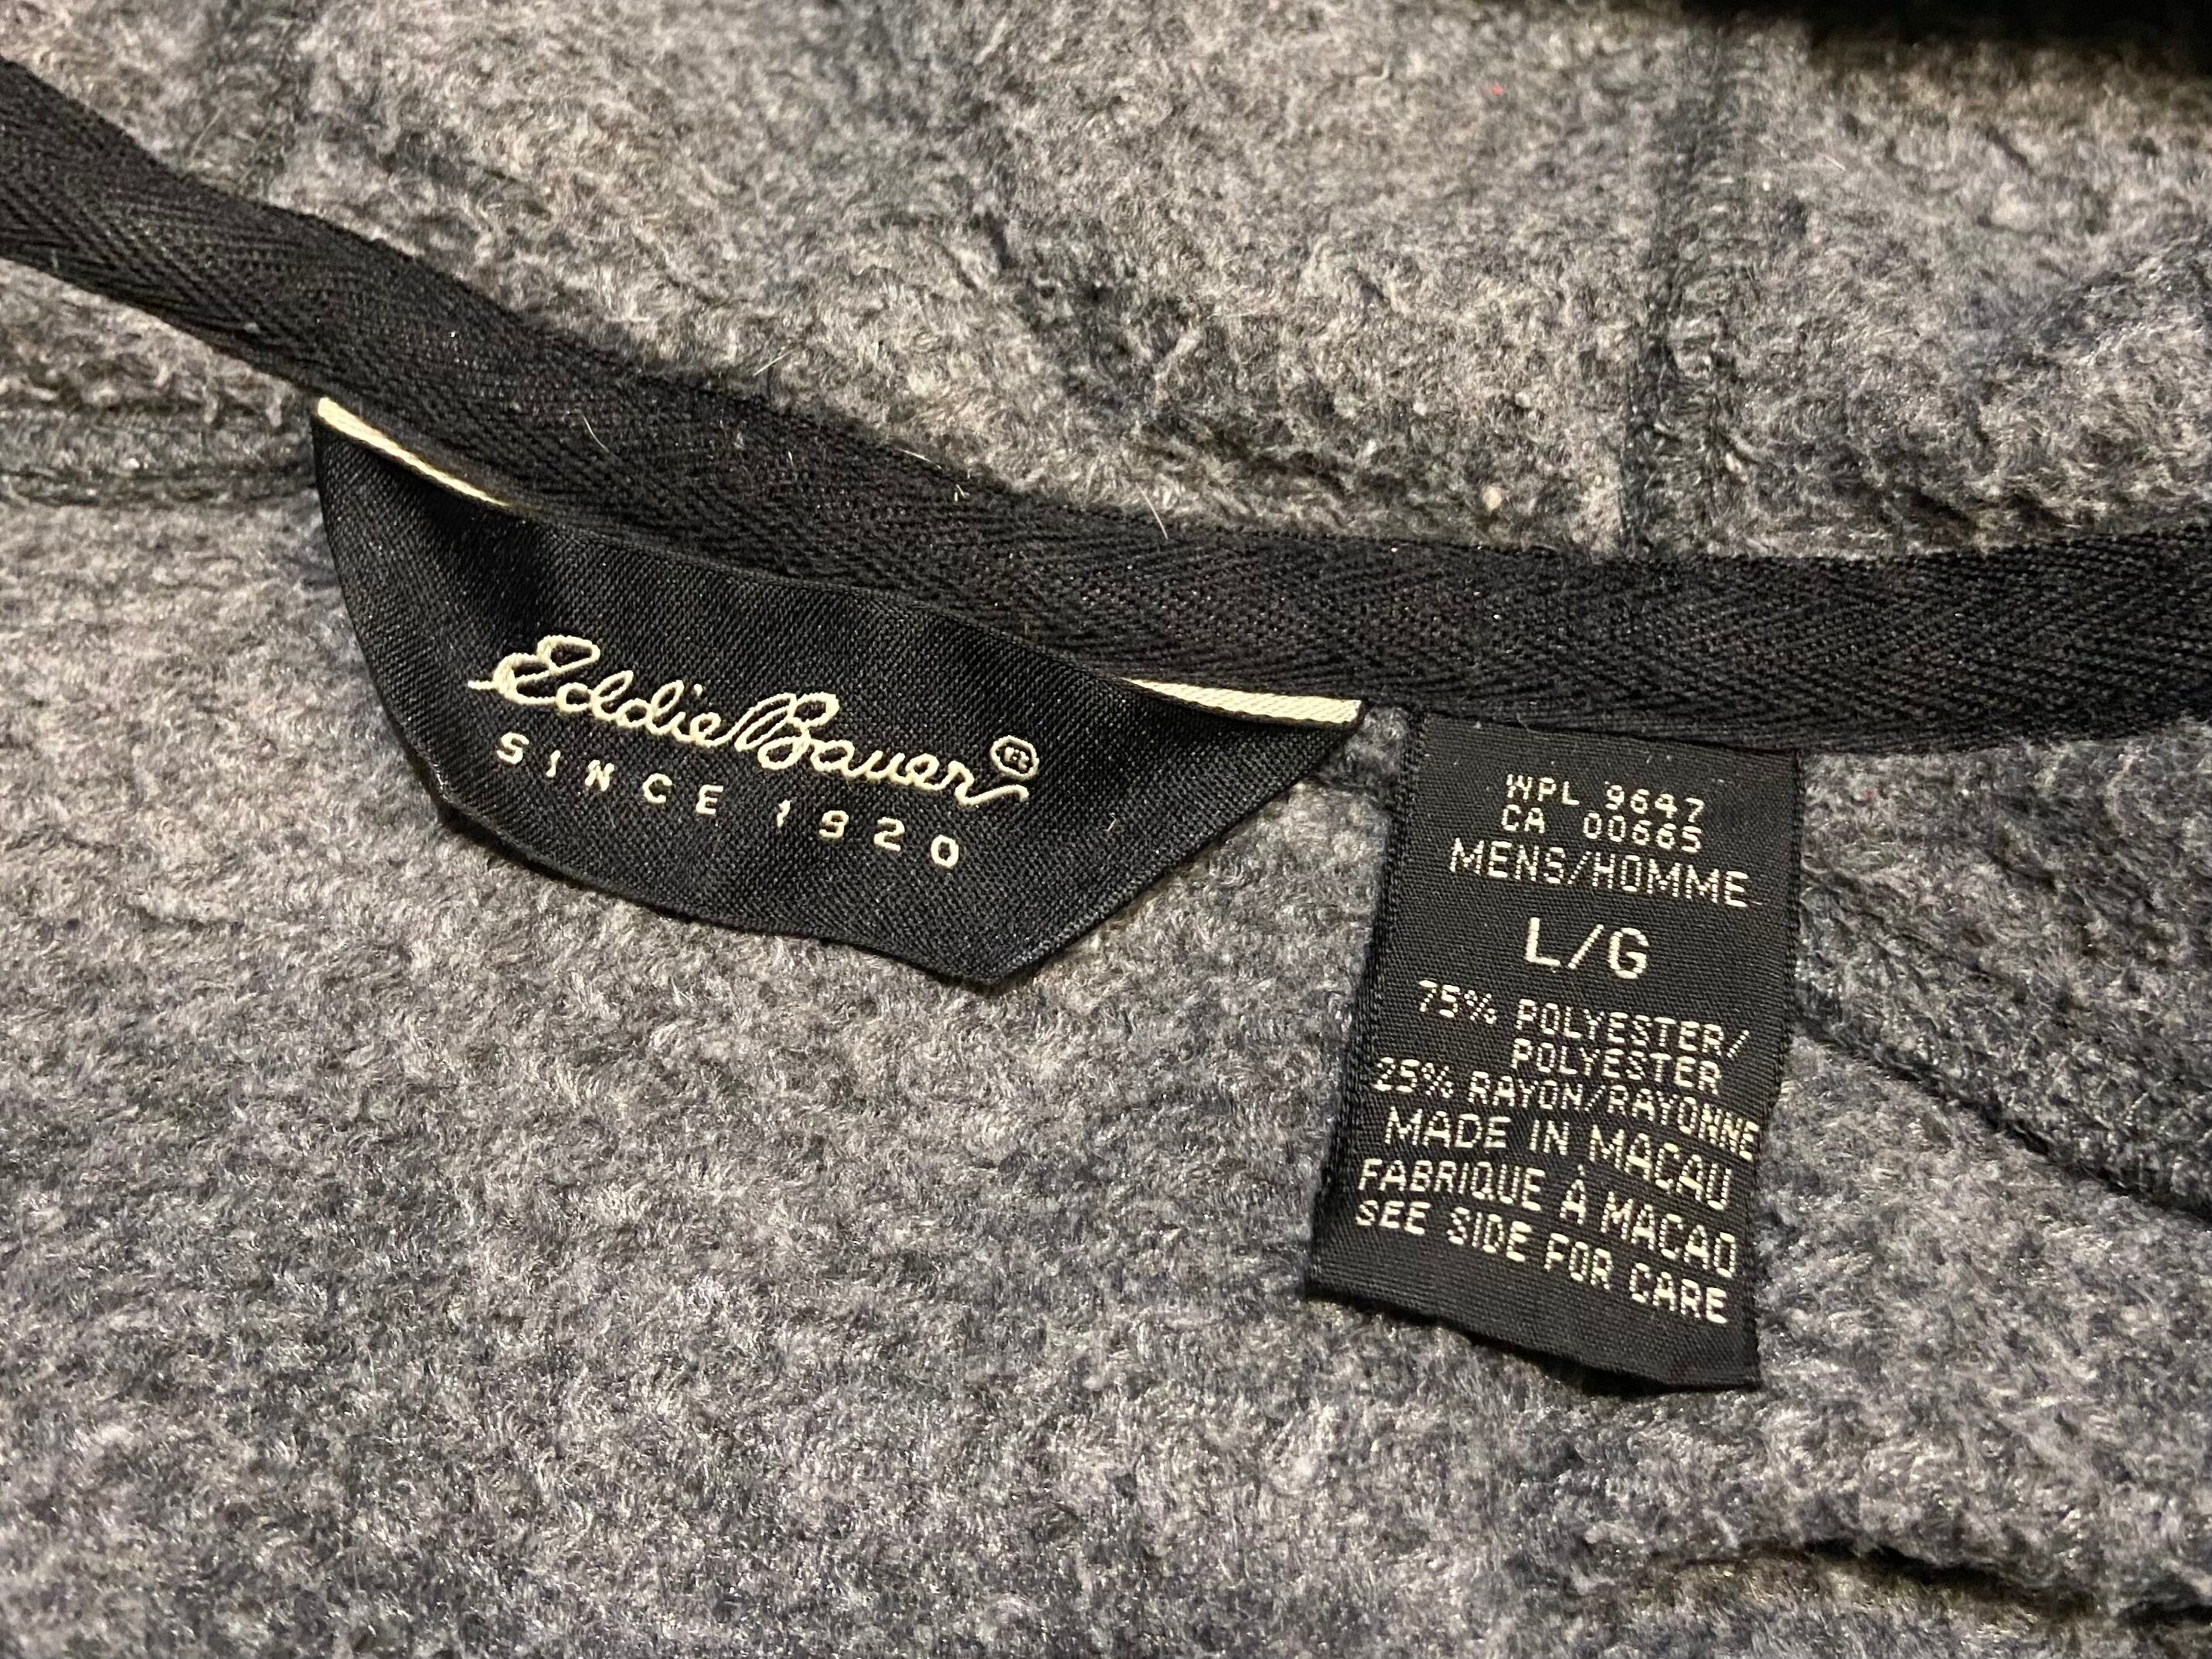 Eddie Bauer®
SINCE 1920
WPL 9647
CA 00665
MENS/HOMME
L/G
75% POLYESTER/
POLYESTER
25% RAYON/RAYONNE
MADE IN MACAU
FABRIQUE À MACAO
SEE SIDE FOR CARE